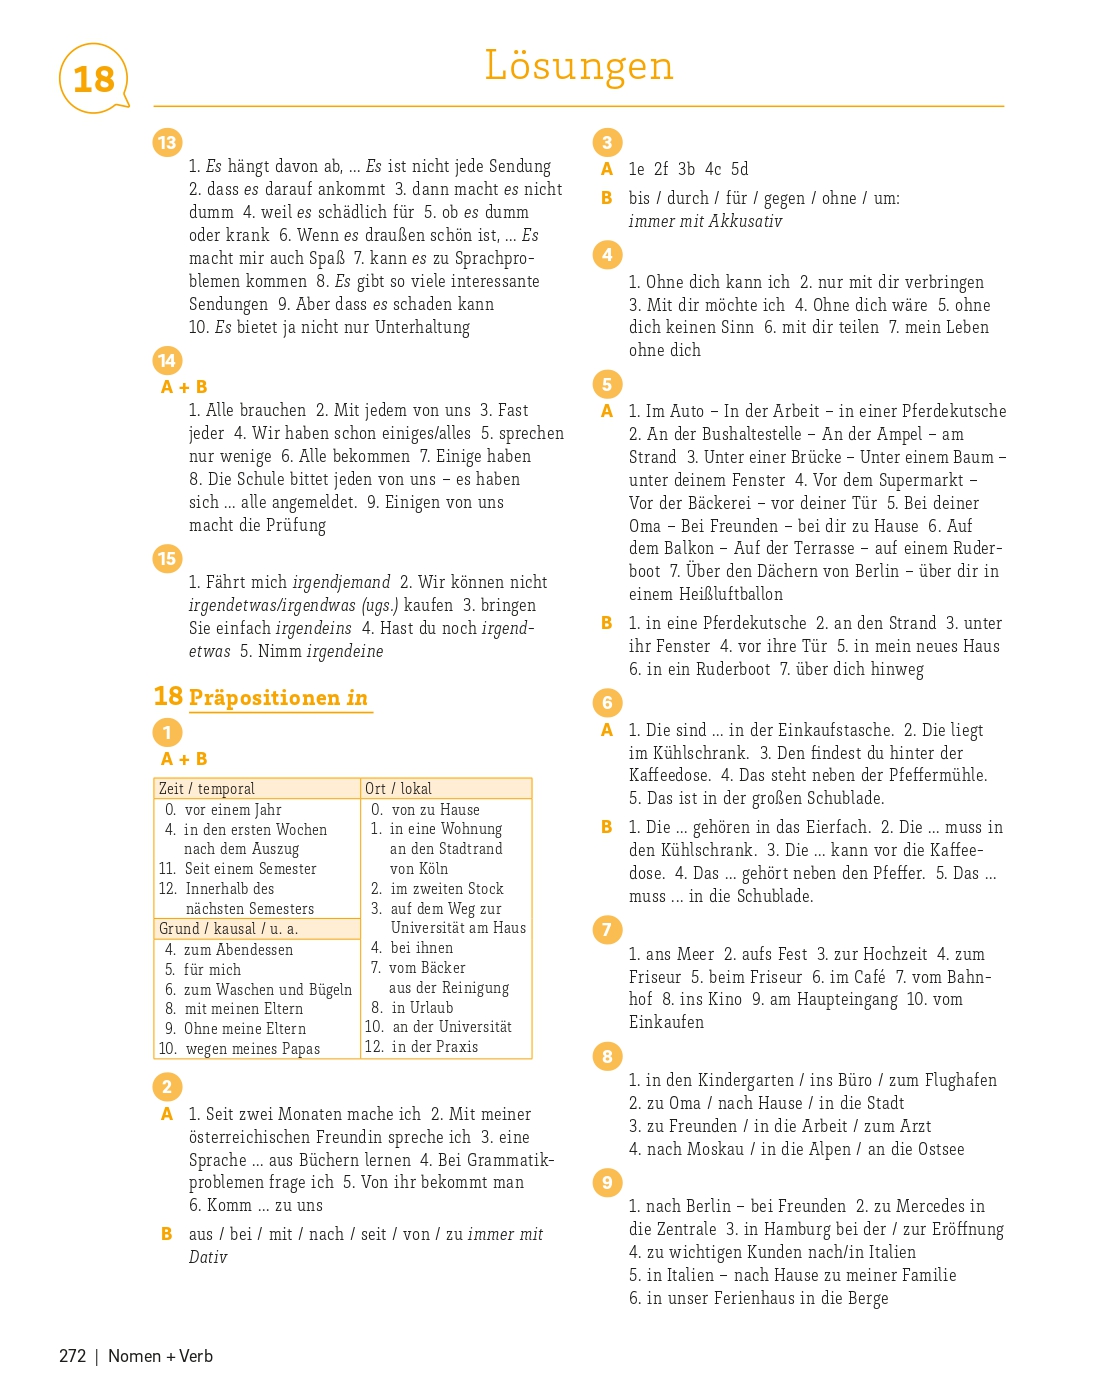 18
Lösungen
13
1. Es hängt davon ab, ... Es ist nicht jede Sendung
2. dass es darauf ankommt 3. dann macht es nicht
dumm 4. weil es schädlich für 5. ob es dumm
oder krank 6. Wenn es draußen schön ist, ... Es
macht mir auch Spaß 7. kann es zu Sprachpro-
blemen kommen 8. Es gibt so viele interessante
Sendungen 9. Aber dass es schaden kann
10. Es bietet ja nicht nur Unterhaltung
14
A + B
1. Alle brauchen 2. Mit jedem von uns 3. Fast
jeder 4. Wir haben schon einiges/alles 5. sprechen
nur wenige 6. Alle bekommen 7. Einige haben
8. Die Schule bittet jeden von uns – es haben
sich ... alle angemeldet. 9. Einigen von uns
macht die Prüfung
15
1. Fährt mich irgendjemand 2. Wir können nicht
irgendetwas/irgendwas (ugs.) kaufen 3. bringen
Sie einfach irgendeins 4. Hast du noch irgend-
etwas 5. Nimm irgendeine
18 Präpositionen in
1
A + B
Zeit / temporal
0. vor einem Jahr
4. in den ersten Wochen
nach dem Auszug
11. Seit einem Semester
12. Innerhalb des
nächsten Semesters
Grund / kausal / u. a.
4. zum Abendessen
5. für mich
6. zum Waschen und Bügeln
8. mit meinen Eltern
9. Ohne meine Eltern
10. wegen meines Papas
Ort / lokal
0. von zu Hause
1. in eine Wohnung
an den Stadtrand
von Köln
2. im zweiten Stock
3. auf dem Weg zur
Universität am Haus
4. bei ihnen
7. vom Bäcker
aus der Reinigung
8. in Urlaub
10. an der Universität
12. in der Praxis
2
A 1. Seit zwei Monaten mache ich 2. Mit meiner
österreichischen Freundin spreche ich 3. eine
Sprache ... aus Büchern lernen 4. Bei Grammatik-
problemen frage ich 5. Von ihr bekommt man
6. Komm ... zu uns
B aus / bei / mit / nach / seit / von / zu immer mit
Dativ
3
A 1e 2f 3b 4c 5d
B bis / durch / für / gegen / ohne / um:
immer mit Akkusativ
4
1. Ohne dich kann ich 2. nur mit dir verbringen
3. Mit dir möchte ich 4. Ohne dich wäre 5. ohne
dich keinen Sinn 6. mit dir teilen 7. mein Leben
ohne dich
5
A 1. Im Auto – In der Arbeit – in einer Pferdekutsche
2. An der Bushaltestelle – An der Ampel – am
Strand 3. Unter einer Brücke – Unter einem Baum –
unter deinem Fenster 4. Vor dem Supermarkt –
Vor der Bäckerei – vor deiner Tür 5. Bei deiner
Oma – Bei Freunden – bei dir zu Hause 6. Auf
dem Balkon – Auf der Terrasse – auf einem Ruder-
boot 7. Über den Dächern von Berlin – über dir in
einem Heißluftballon
B 1. in eine Pferdekutsche 2. an den Strand 3. unter
ihr Fenster 4. vor ihre Tür 5. in mein neues Haus
6. in ein Ruderboot 7. über dich hinweg
6
A 1. Die sind ... in der Einkaufstasche. 2. Die liegt
im Kühlschrank. 3. Den findest du hinter der
Kaffeedose. 4. Das steht neben der Pfeffermühle.
5. Das ist in der großen Schublade.
B 1. Die ... gehören in das Eierfach. 2. Die ... muss in
den Kühlschrank. 3. Die ... kann vor die Kaffee-
dose. 4. Das ... gehört neben den Pfeffer. 5. Das ...
muss ... in die Schublade.
7
1. ans Meer 2. aufs Fest 3. zur Hochzeit 4. zum
Friseur 5. beim Friseur 6. im Café 7. vom Bahn-
hof 8. ins Kino 9. am Haupteingang 10. vom
Einkaufen
8
1. in den Kindergarten / ins Büro / zum Flughafen
2. zu Oma / nach Hause / in die Stadt
3. zu Freunden / in die Arbeit / zum Arzt
4. nach Moskau / in die Alpen / an die Ostsee
9
1. nach Berlin – bei Freunden 2. zu Mercedes in
die Zentrale 3. in Hamburg bei der / zur Eröffnung
4. zu wichtigen Kunden nach/in Italien
5. in Italien – nach Hause zu meiner Familie
6. in unser Ferienhaus in die Berge
272 | Nomen + Verb